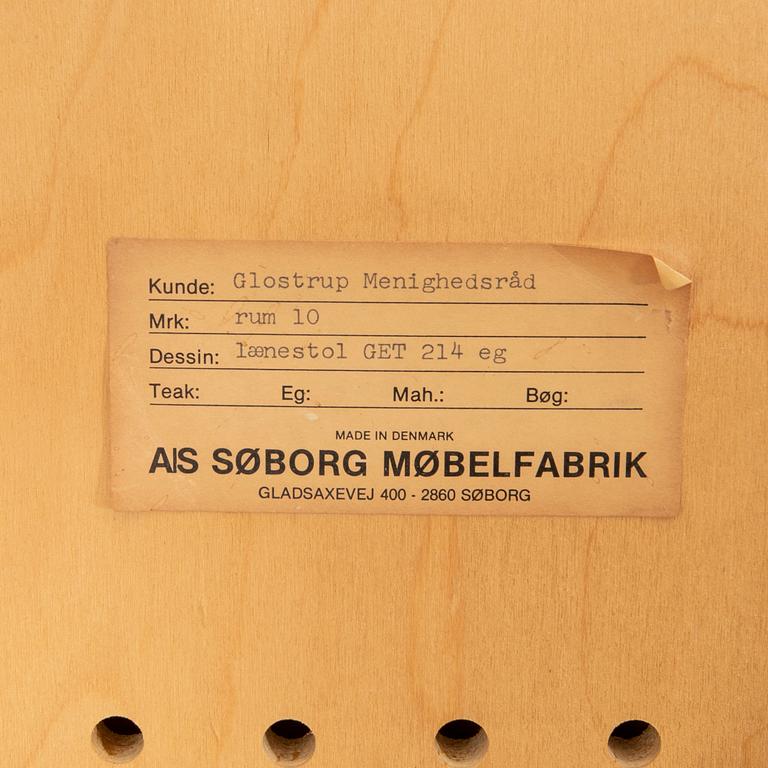 Kunde: Glostrup Menighedsråd
Mrk: rum 10
Dessin: lænestol GET 214 eg
Teak: Eg: Mah.: Bøg:
MADE IN DENMARK
A/S SØBORG MØBELFABRIK
GLADSAXEVEJ 400 - 2860 SØBORG